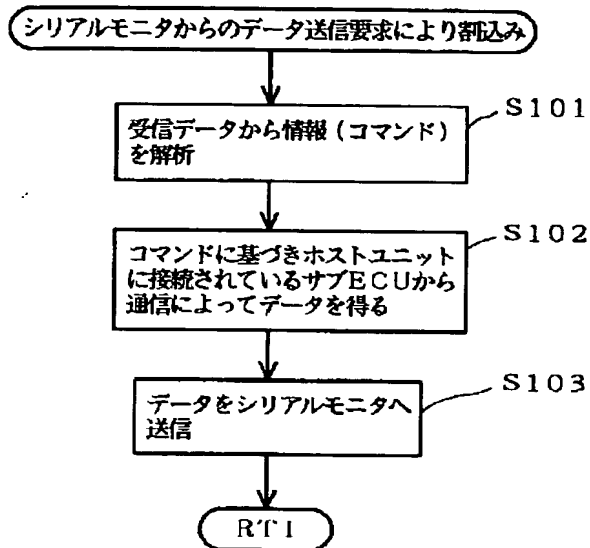 シリアルモニタからのデータ送信要求により割込み
受信データから情報(コマンド)
を解析
S101
コマンドに基づきホストユニット
に接続されているサブECUから
通信によってデータを得る
S102
データをシリアルモニタへ
送信
S103
RTI